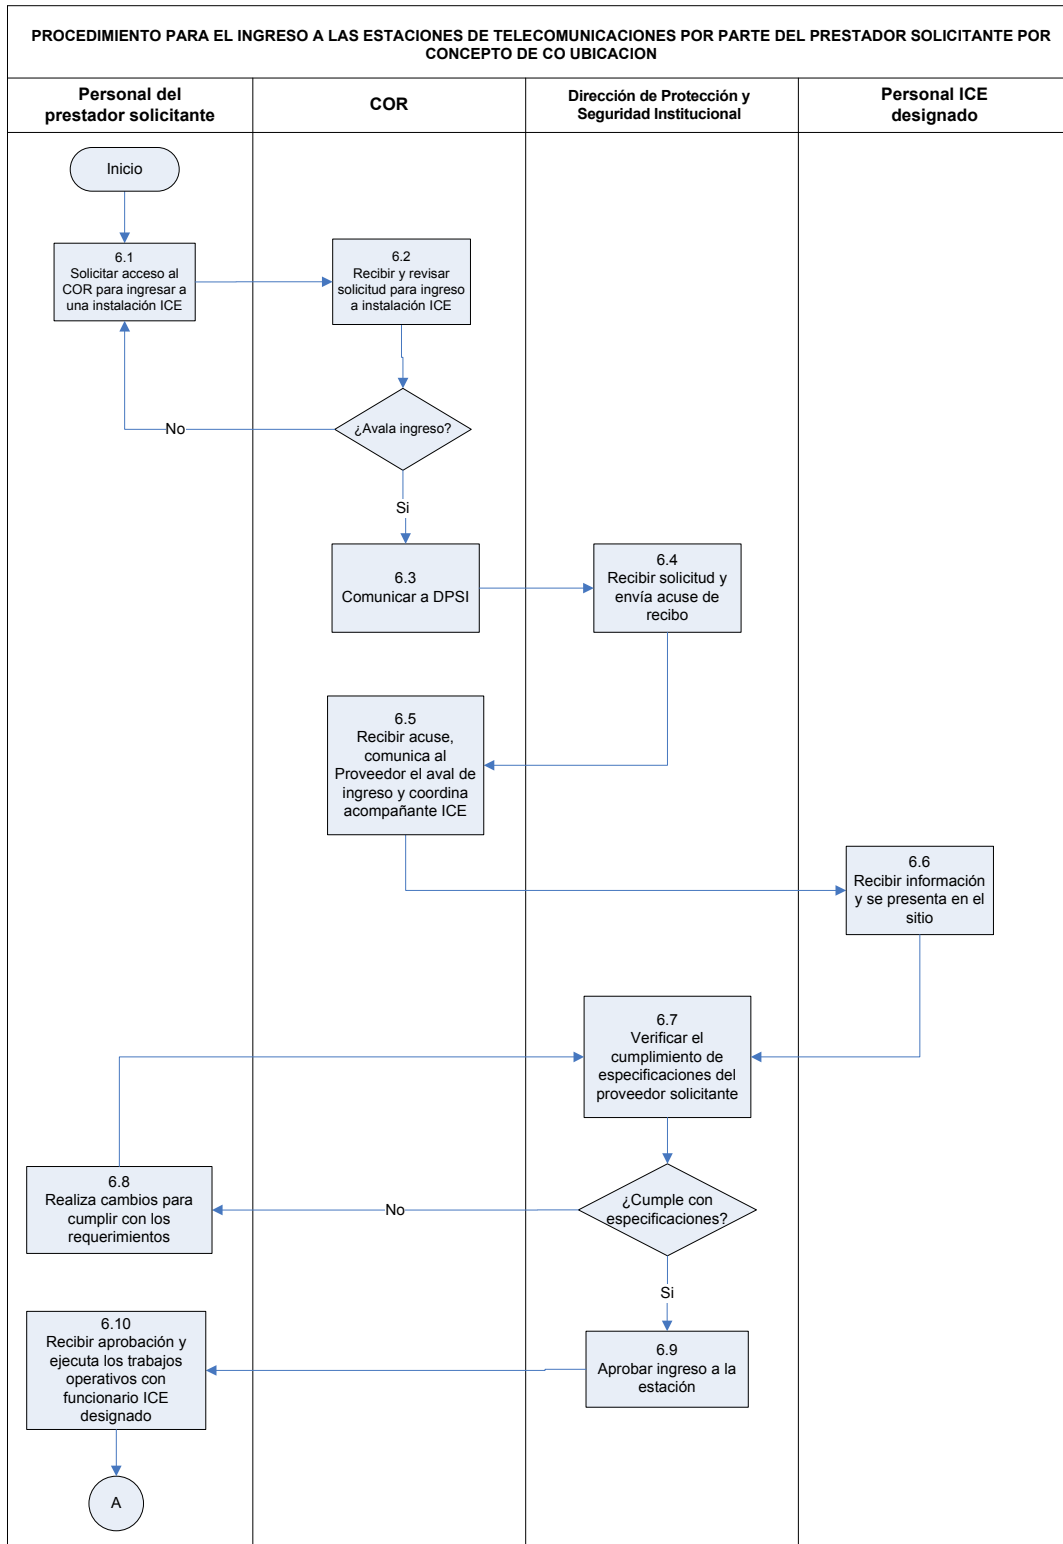 PROCEDIMIENTO PARA EL INGRESO A LAS ESTACIONES DE TELECOMUNICACIONES POR PARTE DEL PRESTADOR SOLICITANTE POR
CONCEPTO DE CO UBICACION
Personal del
prestador solicitante
COR
Dirección de Protección y
Seguridad Institucional
Personal ICE
designado
Inicio
6.1
Solicitar acceso al
COR para ingresar a
una instalación ICE
6.2
Recibir y revisar
solicitud para ingreso
a instalación ICE
¿Avala ingreso?
No
Si
6.3
Comunicar a DPSI
6.4
Recibir solicitud y
envía acuse de
recibo
6.5
Recibir acuse,
comunica al
Proveedor el aval de
ingreso y coordina
acompañante ICE
6.6
Recibir información
y se presenta en el
sitio
6.7
Verificar el
cumplimiento de
especificaciones del
proveedor solicitante
¿Cumple con
especificaciones?
No
6.8
Realiza cambios para
cumplir con los
requerimientos
Si
6.9
Aprobar ingreso a la
estación
6.10
Recibir aprobación y
ejecuta los trabajos
operativos con
funcionario ICE
designado
A